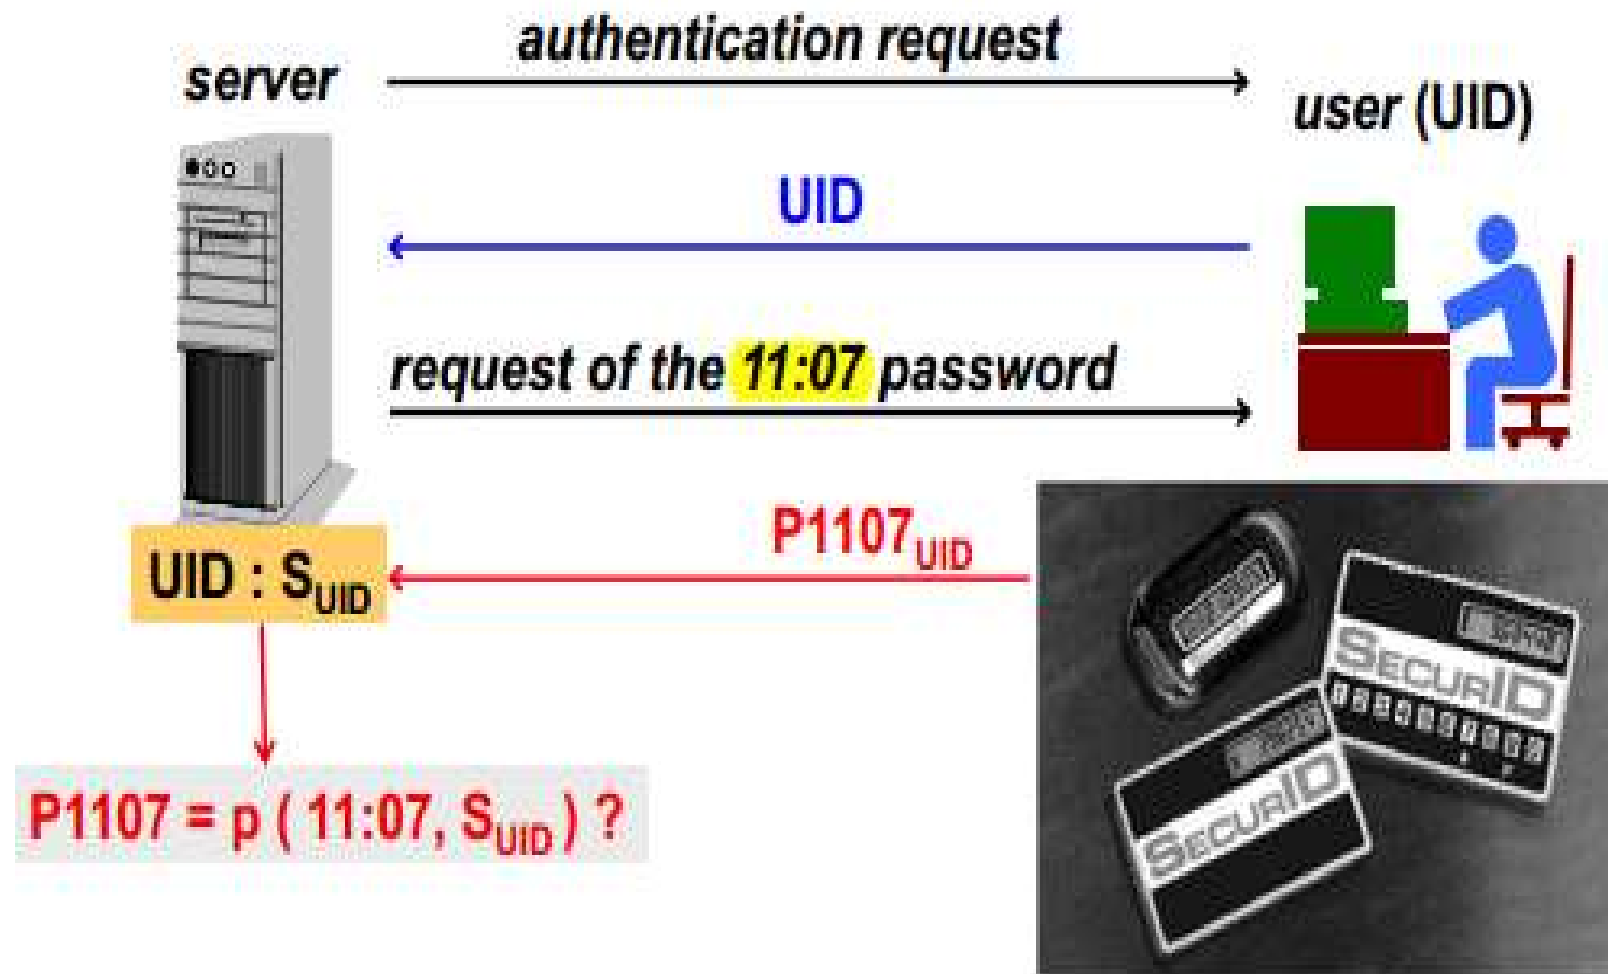 authentication request
server
user (UID)
UID
request of the 11:07 password
P1107UID
UID : SUID
P1107 = p ( 11:07, SUID ) ?
SECURID
SECURID